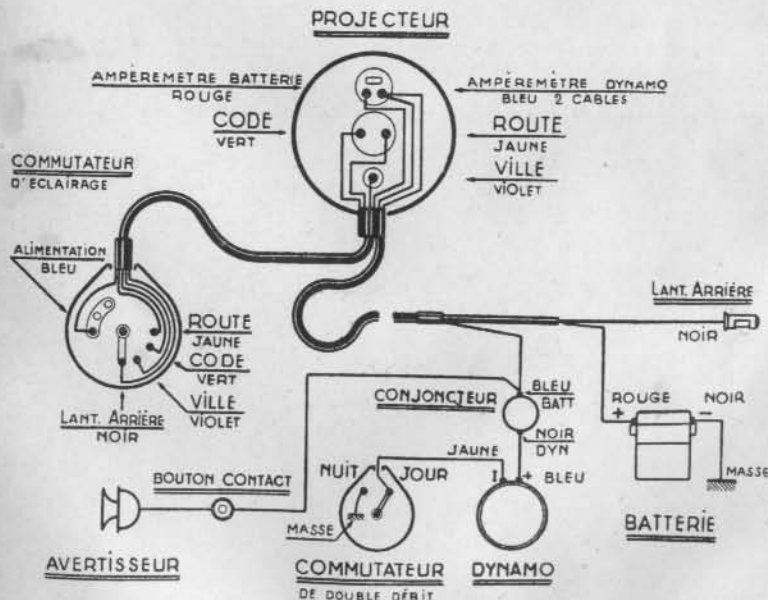 PROJECTEUR
AMPÈREMÈTRE BATTERIE
ROUGE
AMPÈREMÈTRE DYNAMO
BLEU 2 CABLES
CODE
VERT
ROUTE
JAUNE
VILLE
VIOLET
COMMUTATEUR
D'ECLAIRAGE
ALIMENTATION
BLEU
ROUTE
JAUNE
CODE
VERT
VILLE
VIOLET
LANT. ARRIÈRE
NOIR
LANT. ARRIÈRE
NOIR
CONJONCTEUR
BLEU
BATT
NOIR
DYN
ROUGE
+
NOIR
–
MASSE
BATTERIE
BOUTON CONTACT
AVERTISSEUR
NUIT
JOUR
MASSE
COMMUTATEUR
DE DOUBLE DÉBIT
JAUNE
I
+ BLEU
DYNAMO